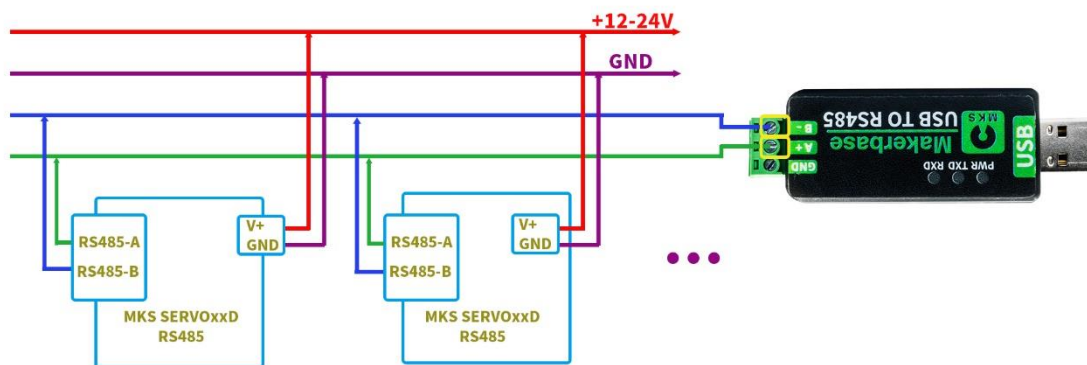 +12-24V
GND
B -
A+
GND
USB TO RS485
Makerbase
MKS
PWR TXD RXD
USB
V+
GND
RS485-A
RS485-B
MKS SERVOxxD
RS485
V+
GND
RS485-A
RS485-B
MKS SERVOxxD
RS485